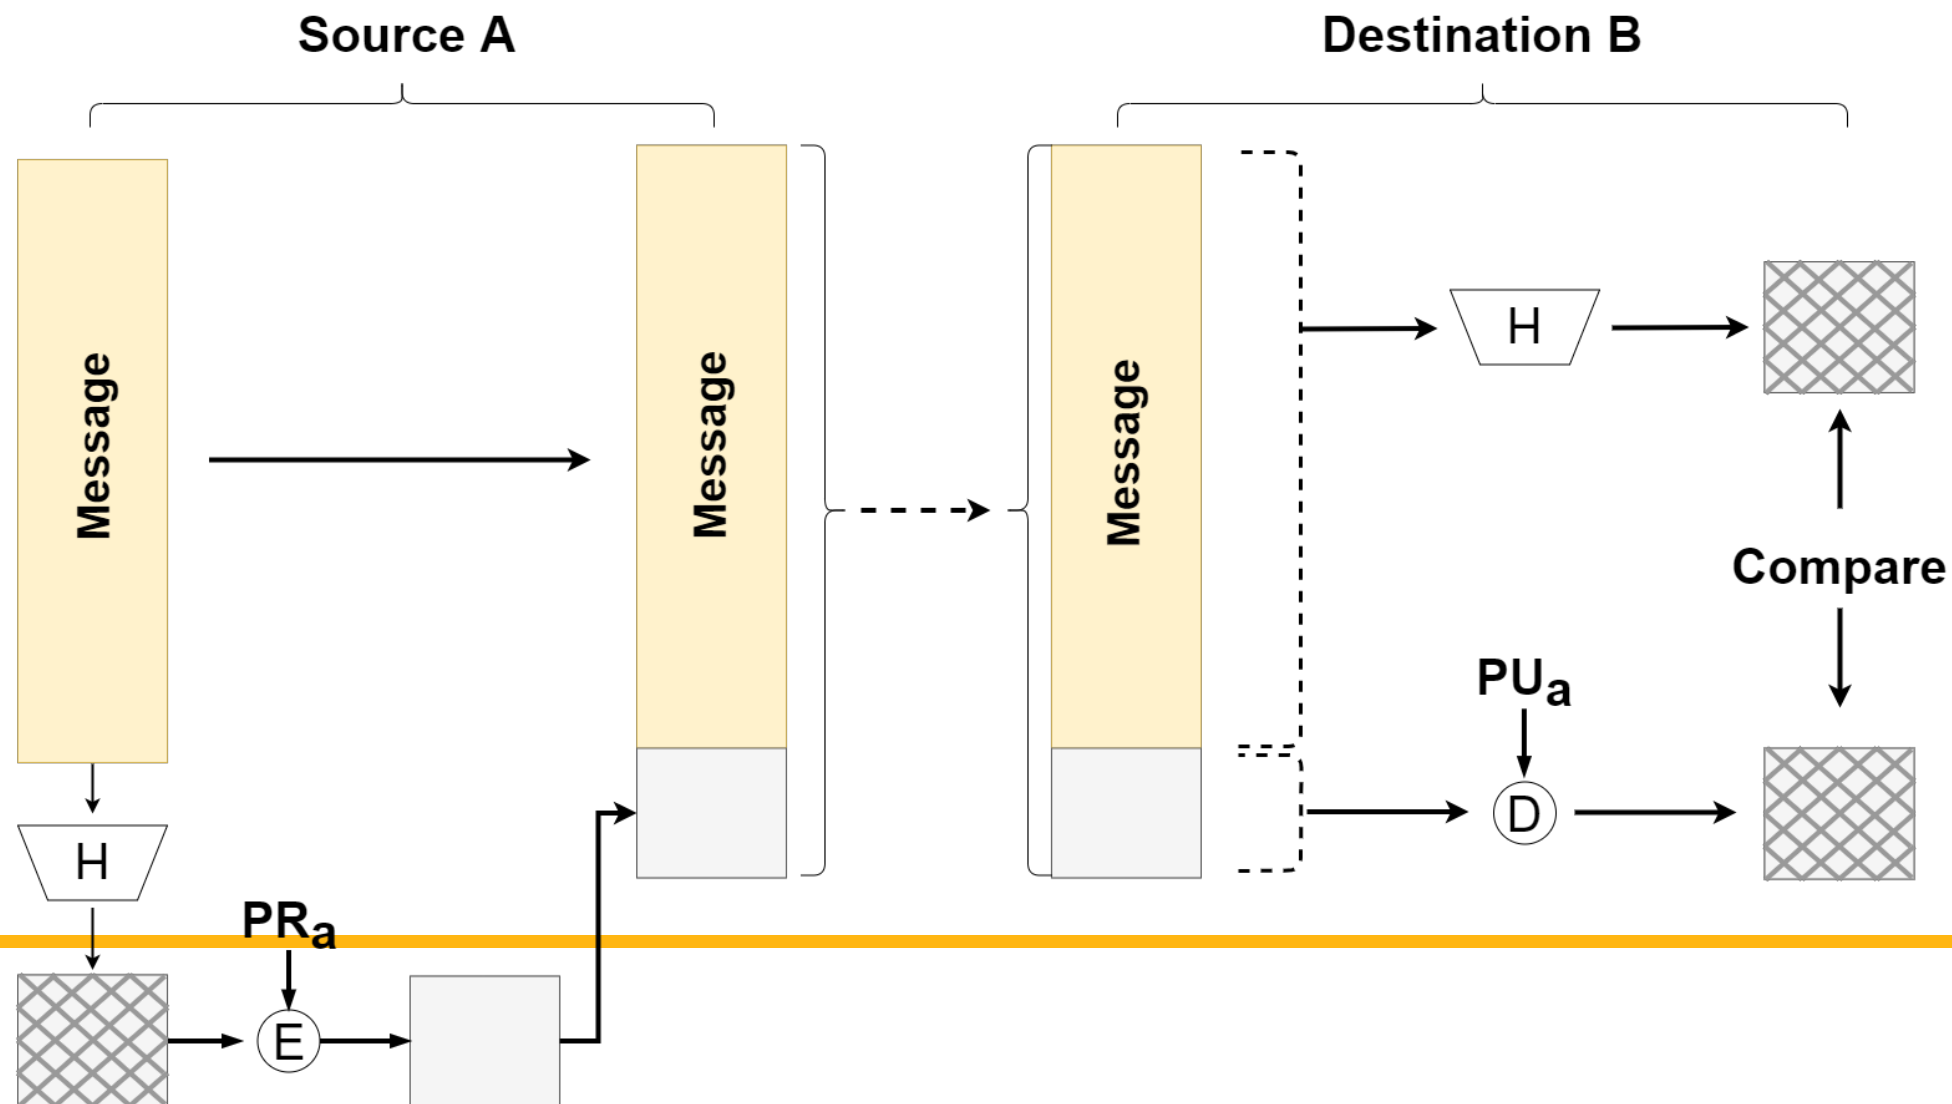 Source A
Destination B
Message
Message
Message
H
Compare
PUa
D
H
PRa
E